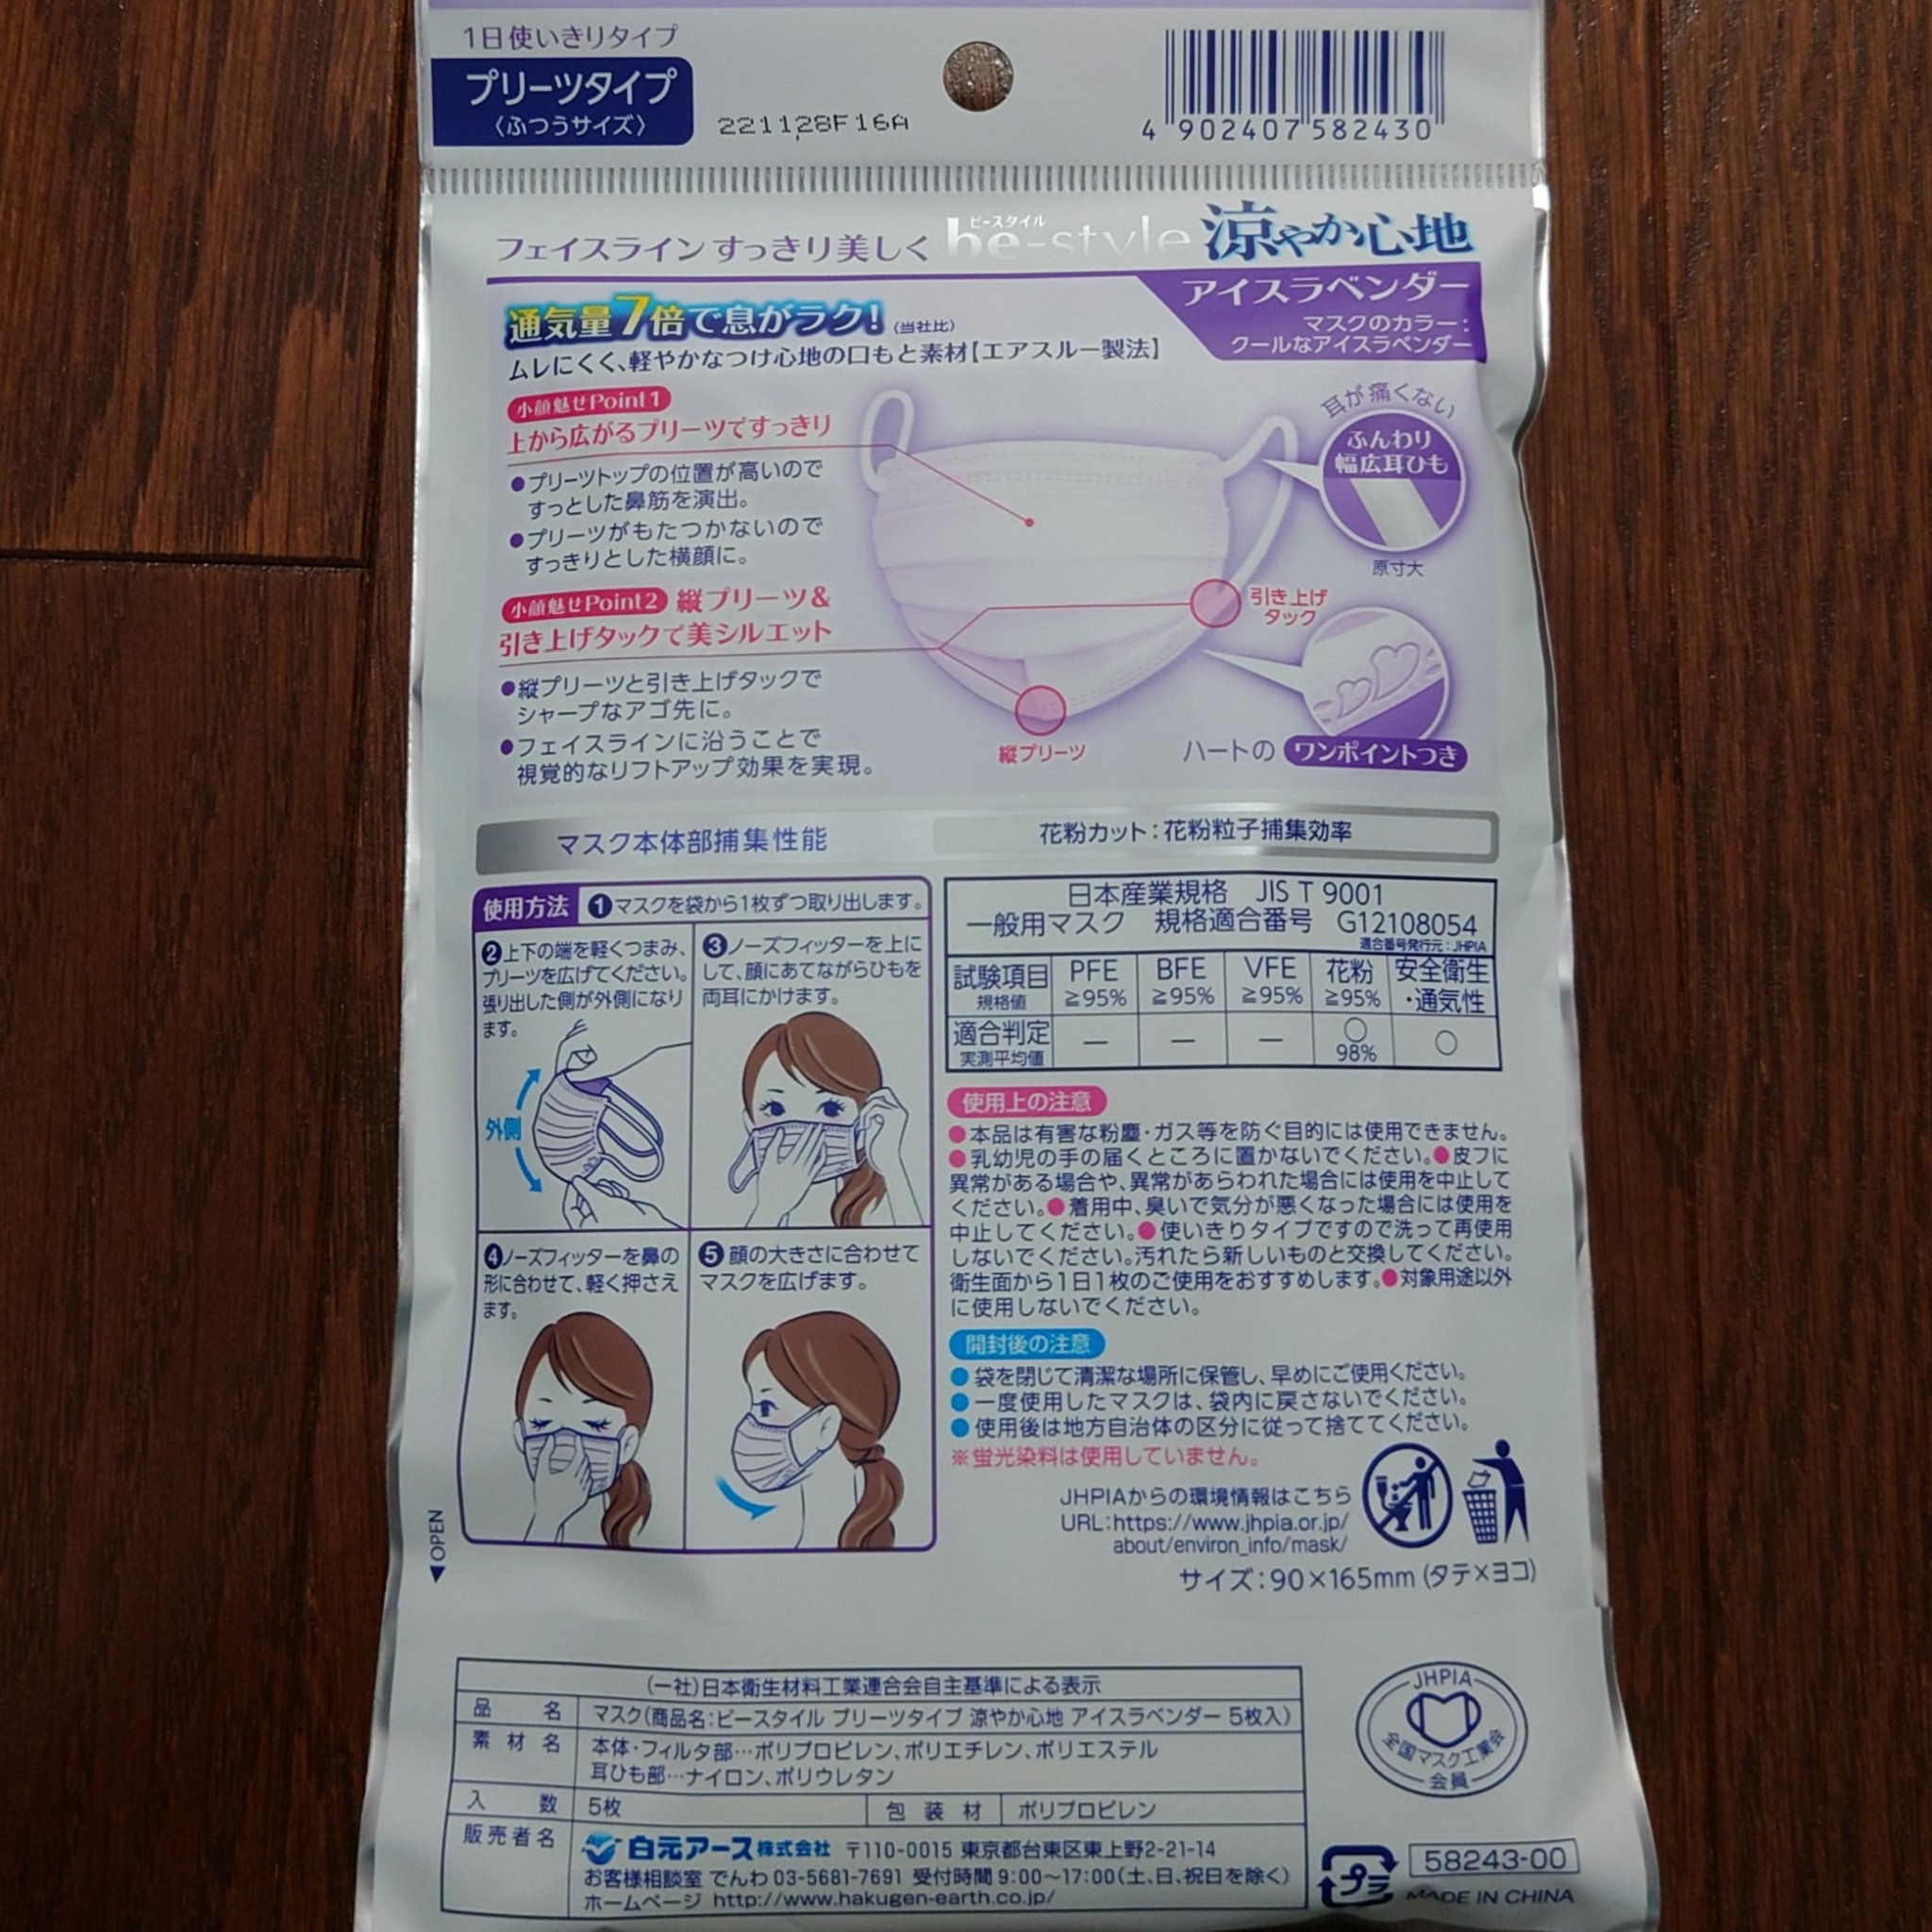 1日使いきりタイプ
プリーツタイプ
〈ふつうサイズ〉
221128F16A
4 902407 582430
フェイスライン すっきり美しく
ビースタイル
be-style 涼やか心地
アイスラベンダー
マスクのカラー:
クールなアイスラベンダー
通気量7倍で息がラク!(当社比)
ムレにくく、軽やかなつけ心地の口もと素材【エアスルー製法】
小顔魅せPoint1
上から広がるプリーツですっきり
●プリーツトップの位置が高いので
すっとした鼻筋を演出。
●プリーツがもたつかないので
すっきりとした横顔に。
小顔魅せPoint2 縦プリーツ&
引き上げタックで美シルエット
●縦プリーツと引き上げタックで
シャープなアゴ先に。
●フェイスラインに沿うことで
視覚的なリフトアップ効果を実現。
耳が痛くない
ふんわり
幅広耳ひも
原寸大
引き上げ
タック
縦プリーツ
ハートの ワンポイントつき
マスク本体部捕集性能
花粉カット:花粉粒子捕集効率
使用方法 ①マスクを袋から1枚ずつ取り出します。
②上下の端を軽くつまみ、
プリーツを広げてください。
張り出した側が外側になり
ます。
外側
③ノーズフィッターを上に
して、顔にあてながらひもを
両耳にかけます。
④ノーズフィッターを鼻の
形に合わせて、軽く押さえ
ます。
⑤顔の大きさに合わせて
マスクを広げます。
日本産業規格 JIS T 9001
一般用マスク 規格適合番号 G12108054
適合番号発行元:JHPIA
試験項目 PFE BFE VFE 花粉 安全衛生
規格値 ≧95% ≧95% ≧95% ≧95% ・通気性
適合判定 — — — ○ ○
実測平均値 98%
使用上の注意
●本品は有害な粉塵・ガス等を防ぐ目的には使用できません。
●乳幼児の手の届くところに置かないでください。●皮フに
異常がある場合や、異常があらわれた場合には使用を中止して
ください。●着用中、臭いで気分が悪くなった場合には使用を
中止してください。●使いきりタイプですので洗って再使用
しないでください。汚れたら新しいものと交換してください。
衛生面から1日1枚のご使用をおすすめします。●対象用途以外
に使用しないでください。
開封後の注意
●袋を閉じて清潔な場所に保管し、早めにご使用ください。
●一度使用したマスクは、袋内に戻さないでください。
●使用後は地方自治体の区分に従って捨ててください。
※蛍光染料は使用していません。
JHPIAからの環境情報はこちら
URL:https://www.jhpia.or.jp/
about/environ_info/mask/
サイズ:90×165mm(タテ×ヨコ)
◀OPEN
(一社)日本衛生材料工業連合会自主基準による表示
品名 マスク(商品名:ビースタイル プリーツタイプ 涼やか心地 アイスラベンダー 5枚入)
素材名 本体・フィルタ部…ポリプロピレン、ポリエチレン、ポリエステル
耳ひも部…ナイロン、ポリウレタン
入数 5枚 包装材 ポリプロピレン
販売者名 白元アース株式会社 〒110-0015 東京都台東区東上野2-21-14
お客様相談室 でんわ 03-5681-7691 受付時間 9:00〜17:00(土、日、祝日を除く)
ホームページ http://www.hakugen-earth.co.jp/
JHPIA
全国マスク工業会
会員
プラ
58243-00
MADE IN CHINA